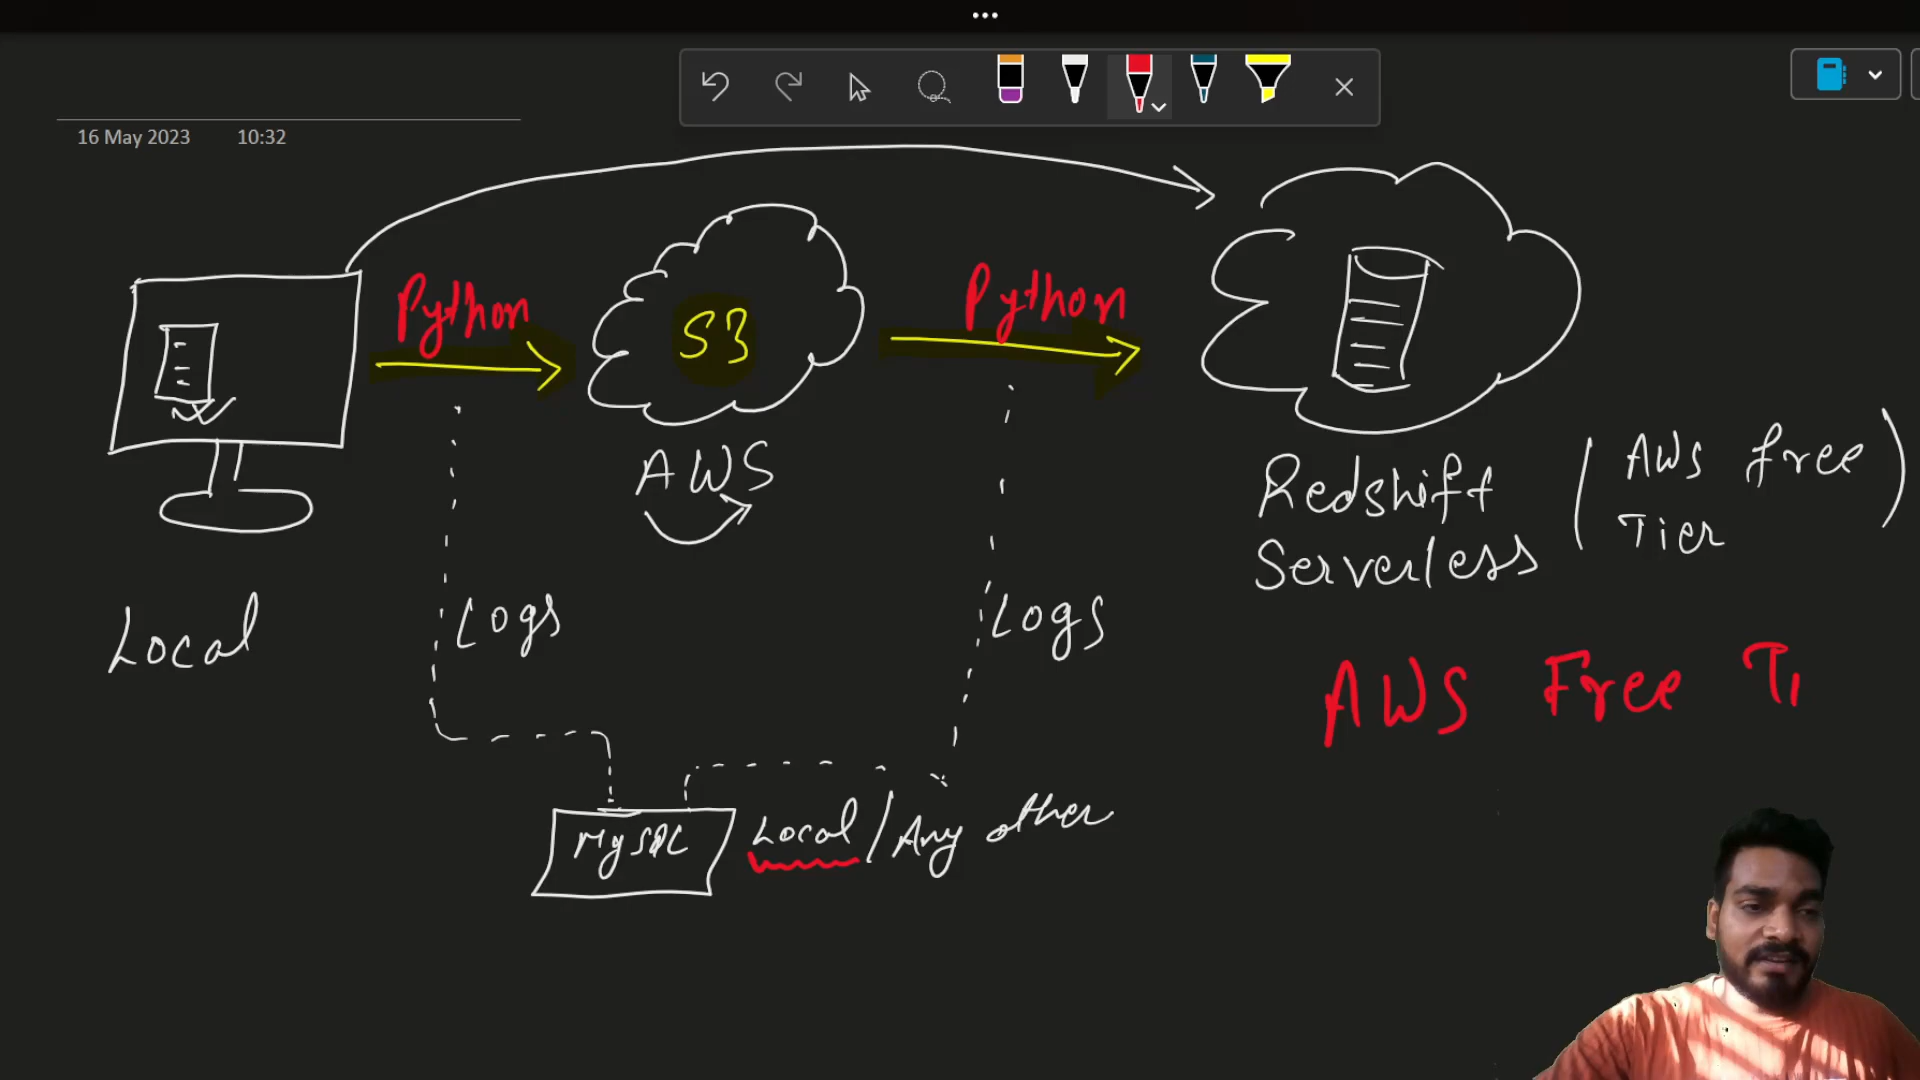 16 May 2023 10:32
Python
Python
S3
AWS
Redshift
Serverless
AWS free
Tier
Local
Logs
Logs
AWS Free Ti
MySQL
Local / Any other